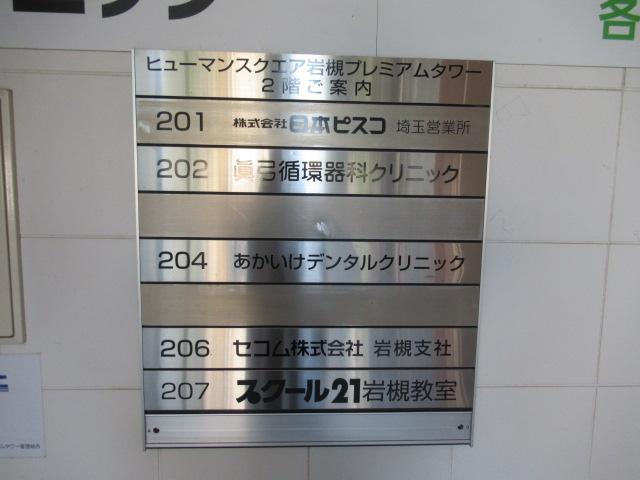 ヒューマンスクエア岩槻プレミアムタワー
2階ご案内
201 株式会社日本ピスコ 埼玉営業所
202 眞弓循環器科クリニック
204 あかいけデンタルクリニック
206 セコム株式会社 岩槻支社
207 スクール21岩槻教室